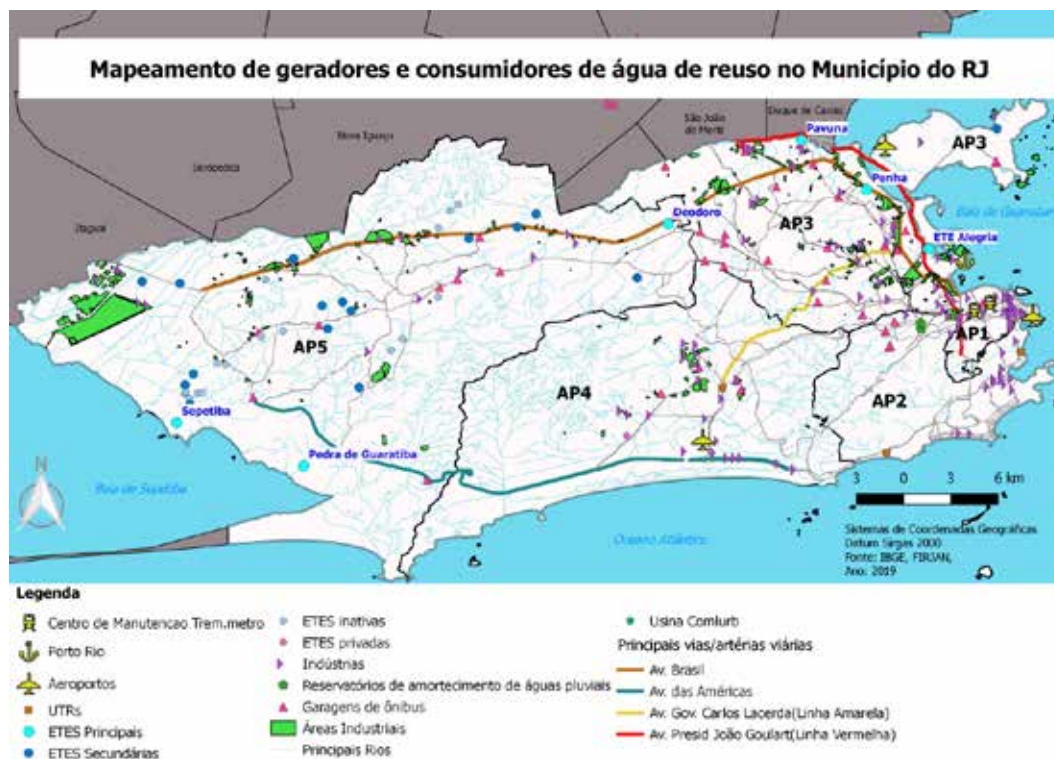 Mapeamento de geradores e consumidores de água de reuso no Município do RJ
Duque de Caxias
São João
de Meriti
Pavuna
Nova Iguaçu
AP3
Seropédica
Penha
Baía de Guanabara
Deodoro
Itaguaí
AP3
ETE Alegria
AP1
AP5
AP4
AP2
Sepetiba
Pedra de Guaratiba
N
3 0 3 6 km
Baía de Sepetiba
Sistemas de Coordenadas Geográficas
Datum Sirgas 2000
Oceano Atlântico
Fonte: IBGE, FIRJAN,
Ano: 2019
Legenda
Centro de Manutencao Trem.metro
Porto Rio
Aeroportos
UTRs
ETES Principais
ETES Secundárias
ETES inativas
ETES privadas
Indústrias
Reservatórios de amortecimento de águas pluviais
Garagens de ônibus
Áreas Industriais
Principais Rios
Usina Comlurb
Principais vias/artérias viárias
Av. Brasil
Av. das Américas
Av. Gov. Carlos Lacerda(Linha Amarela)
Av. Presid João Goulart(Linha Vermelha)